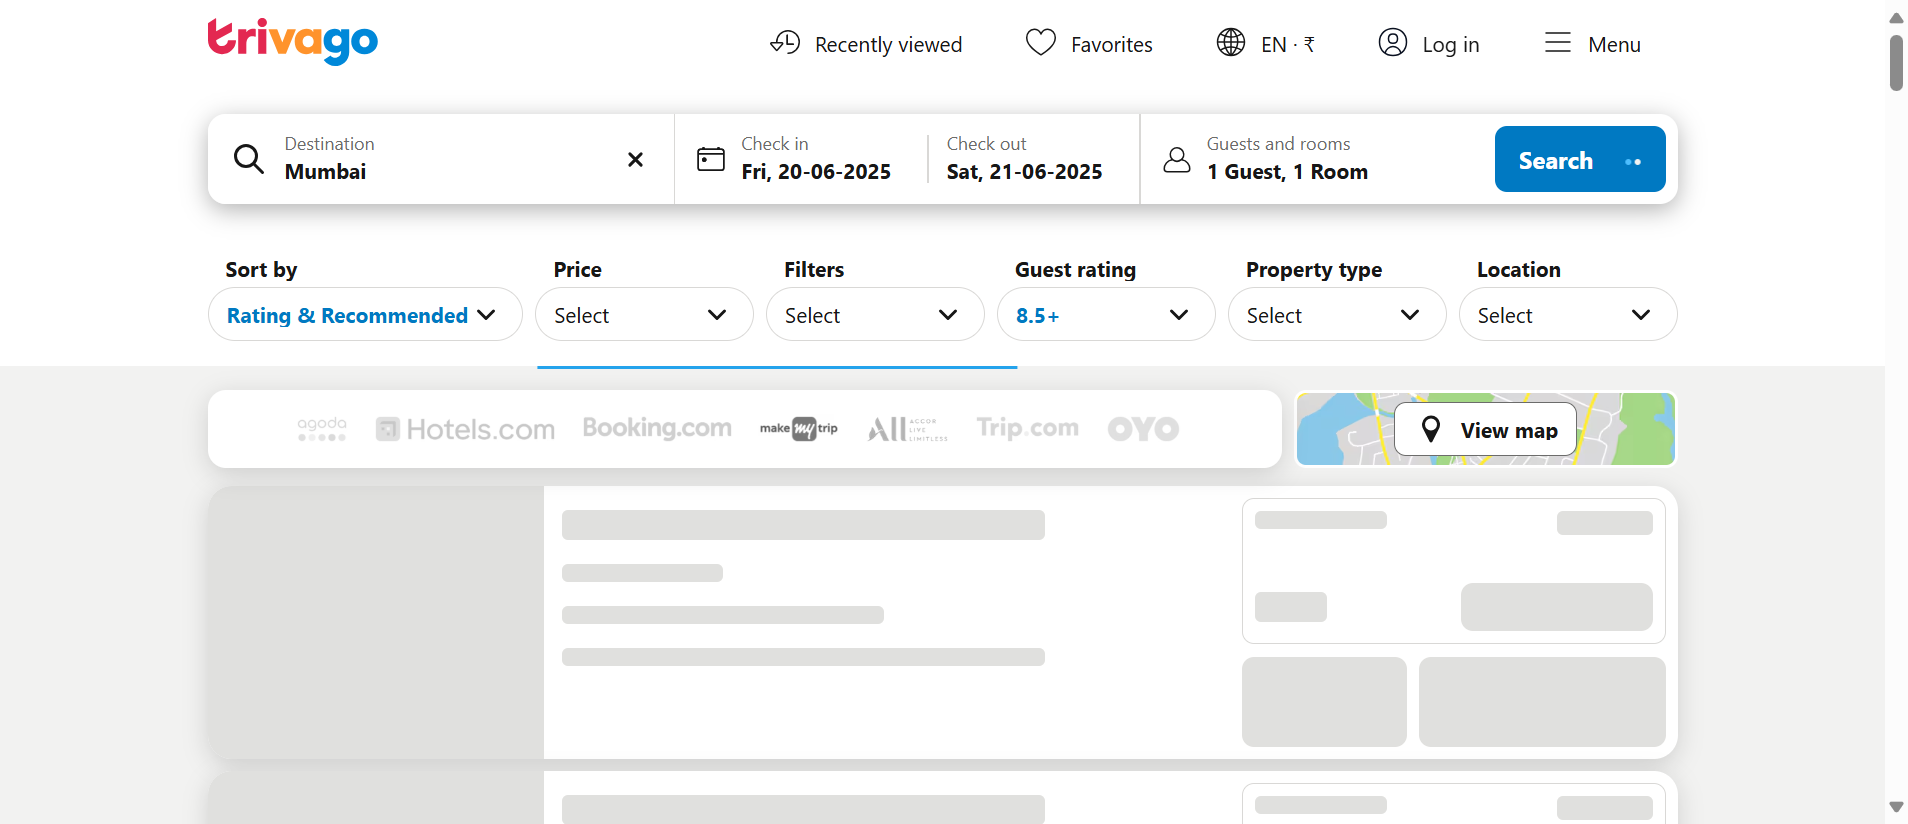 trivago
Recently viewed
Favorites
EN · ₹
Log in
Menu
Destination
Mumbai
Check in
Fri, 20-06-2025
Check out
Sat, 21-06-2025
Guests and rooms
1 Guest, 1 Room
Search
Sort by
Rating & Recommended
Price
Select
Filters
Select
Guest rating
8.5+
Property type
Select
Location
Select
agoda
Hotels.com
Booking.com
make my trip
ALL ACCOR LIVE LIMITLESS
Trip.com
OYO
View map